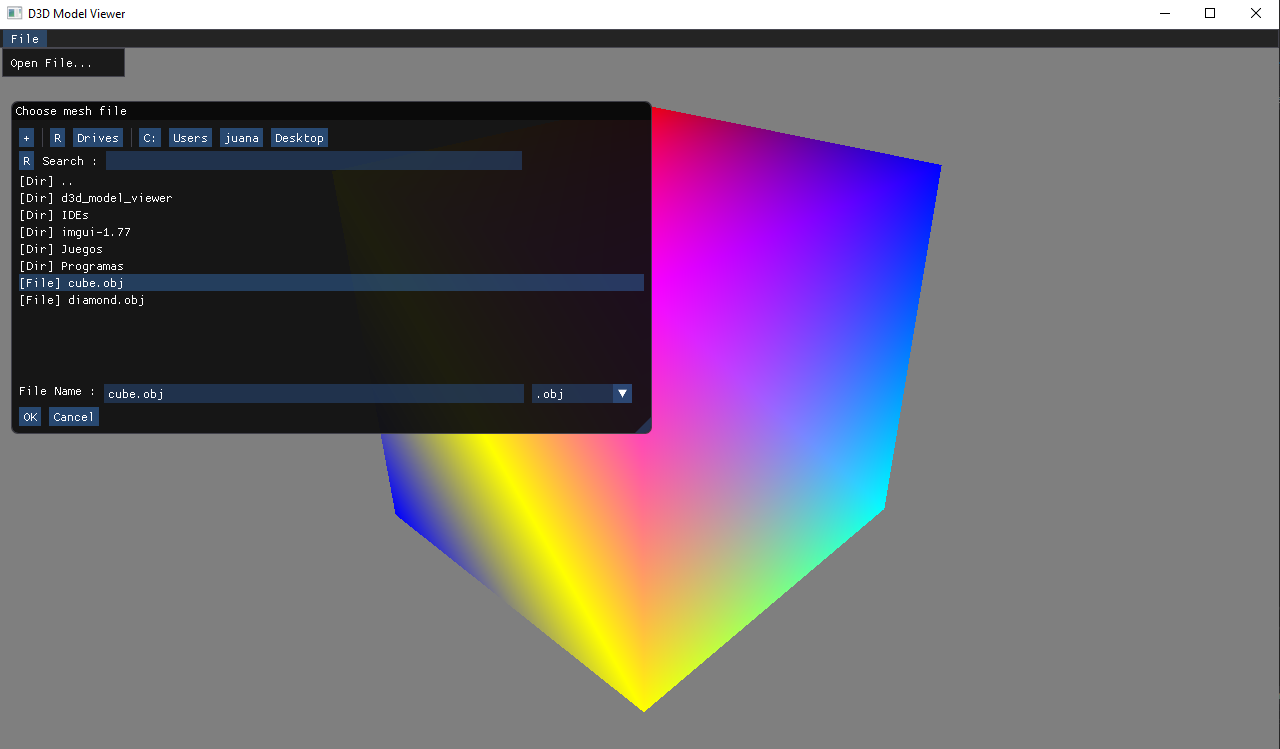 D3D Model Viewer
File
Open File...
Choose mesh file
+ R Drives C: Users juana Desktop
R Search :
[Dir] ..
[Dir] d3d_model_viewer
[Dir] IDEs
[Dir] imgui-1.77
[Dir] Juegos
[Dir] Programas
[File] cube.obj
[File] diamond.obj
File Name : cube.obj .obj
OK Cancel